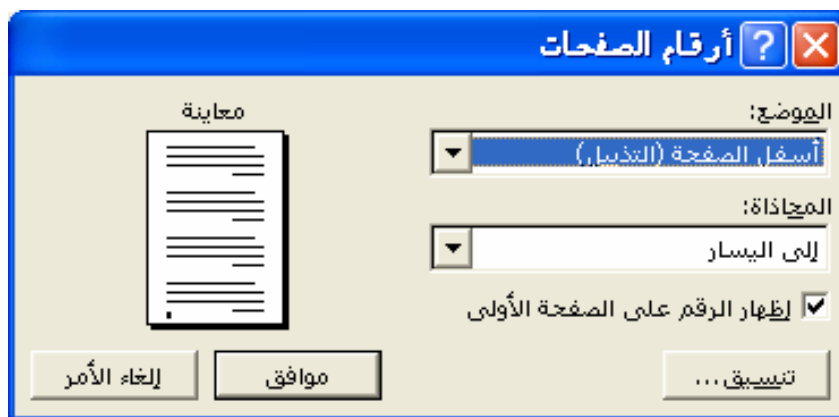 أرقام الصفحات
الموضع:
أسفل الصفحة (التذييل)
المحاذاة:
إلى اليسار
إظهار الرقم على الصفحة الأولى
معاينة
تنسيق...
موافق
إلغاء الأمر